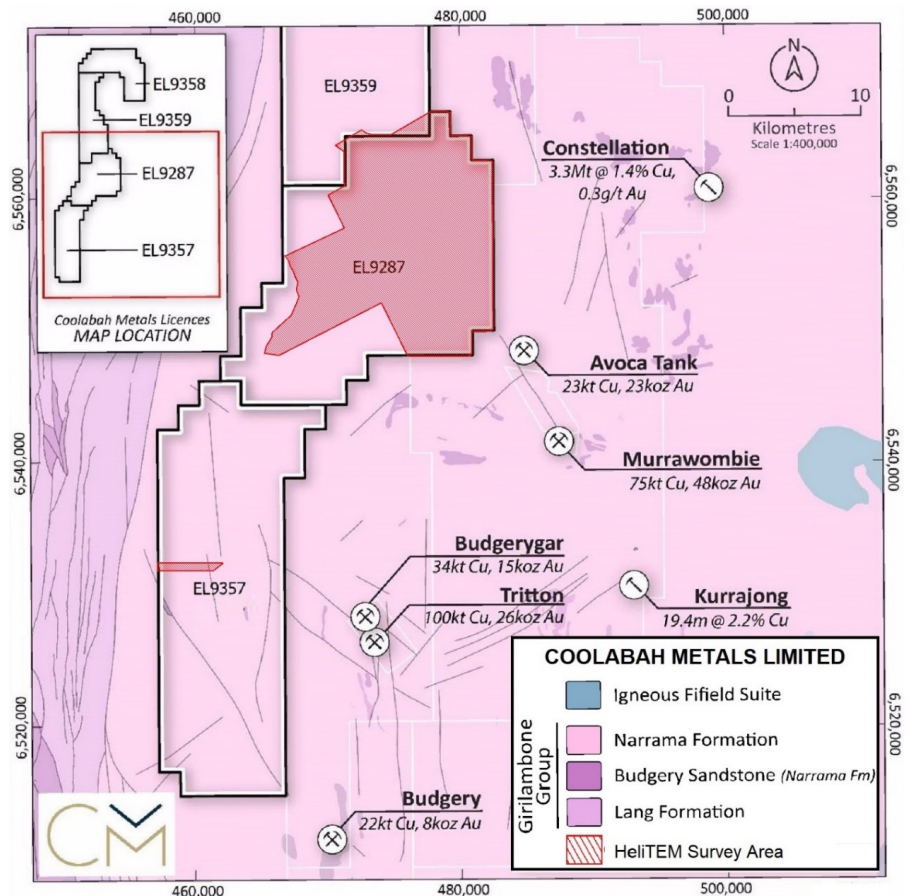 460,000
480,000
500,000
EL9358
EL9359
EL9287
EL9357
Coolabah Metals Licences
MAP LOCATION
EL9359
N
0
10
Kilometres
Scale 1:400,000
Constellation
3.3Mt @ 1.4% Cu,
0.3g/t Au
6,560,000
6,560,000
EL9287
Avoca Tank
23kt Cu, 23koz Au
6,540,000
6,540,000
Murrawombie
75kt Cu, 48koz Au
Budgerygar
34kt Cu, 15koz Au
EL9357
Tritton
100kt Cu, 26koz Au
Kurrajong
19.4m @ 2.2% Cu
6,520,000
6,520,000
COOLABAH METALS LIMITED
Igneous Fifield Suite
Girilambone
Group
Narrama Formation
Budgery Sandstone (Narrama Fm)
Lang Formation
HeliTEM Survey Area
Budgery
22kt Cu, 8koz Au
CM
460,000
480,000
500,000